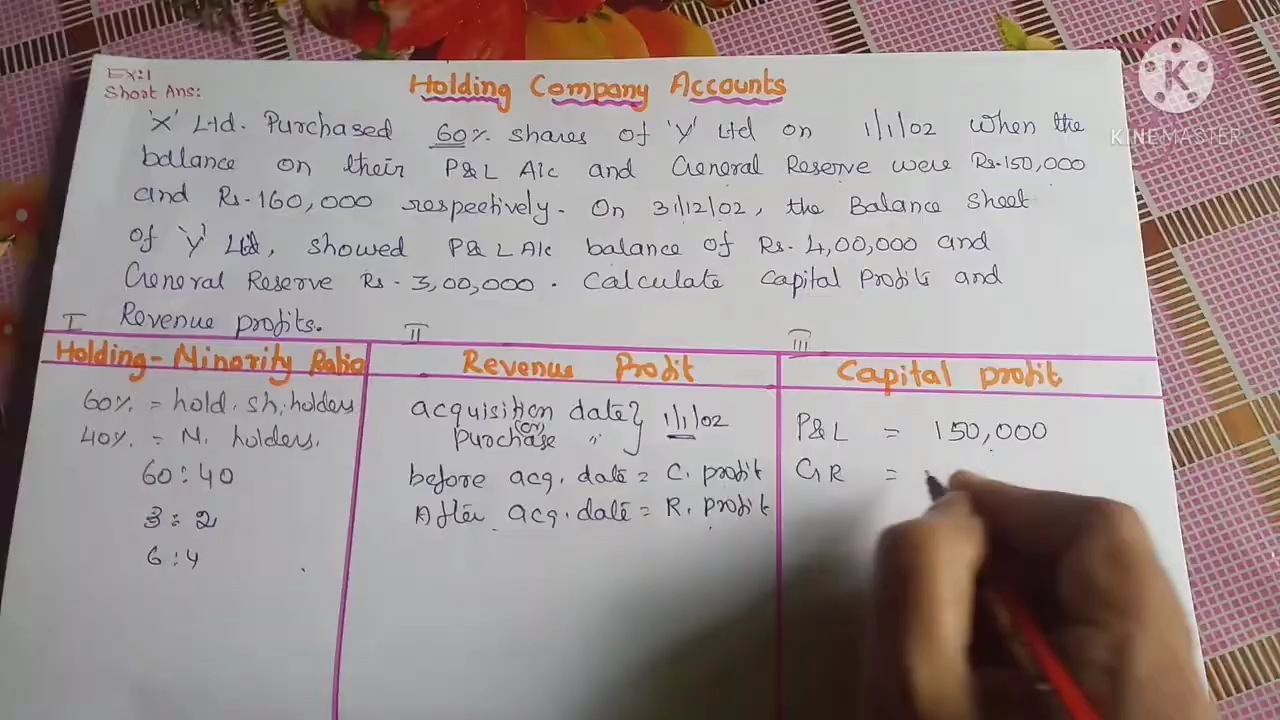 Ex:1
Short Ans:
Holding Company Accounts
'X' Ltd. Purchased 60% shares of 'Y' Ltd on 1/1/02 when the
balance on their P&L A/c and General Reserve were Rs.150,000
and Rs.160,000 respectively. On 31/12/02, the Balance Sheet
of 'Y' Ltd, showed P&L A/c balance of Rs. 4,00,000 and
General Reserve Rs. 3,00,000. Calculate Capital Profits and
Revenue profits.
I
Holding - Minority Ratio
60% = hold. sh. holders
40% = M. holders.
60 : 40
3 : 2
6 : 4
II
Revenue Profit
acquisition date } 1/1/02
(or)
purchase "
before acq. date = C. profit
After acq. date = R. profit
III
Capital profit
P&L = 150,000
GR =
K
KINEMASTER